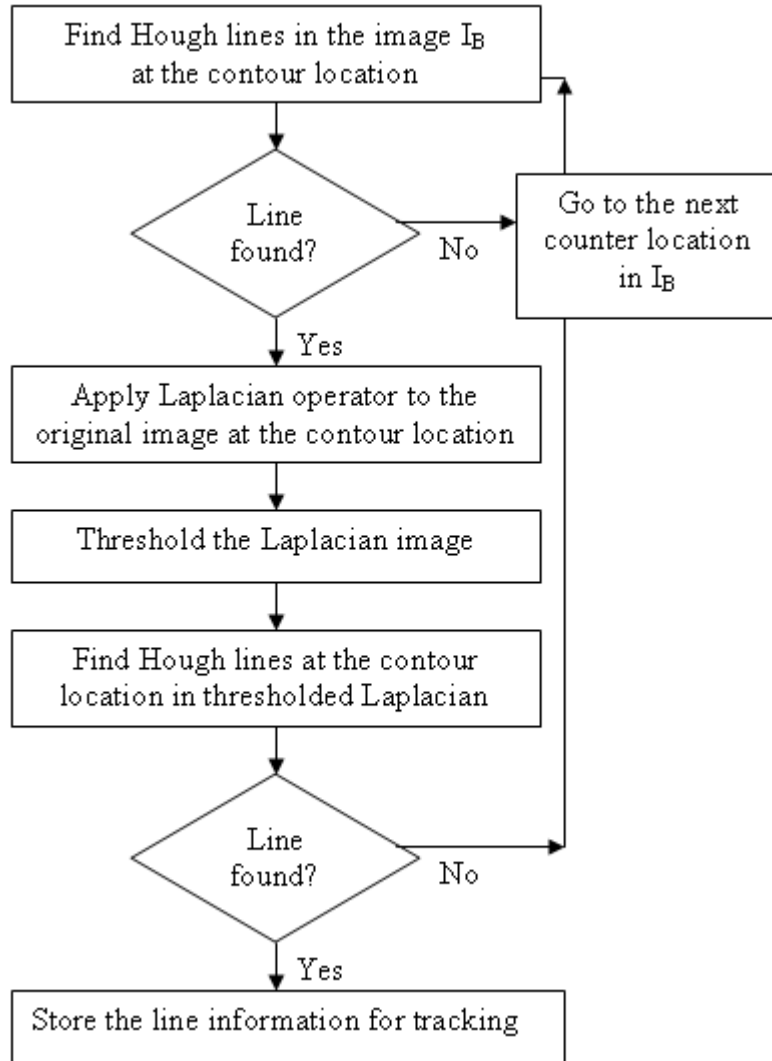 Find Hough lines in the image I_B
at the contour location
Line
found?
No
Go to the next
counter location
in I_B
Yes
Apply Laplacian operator to the
original image at the contour location
Threshold the Laplacian image
Find Hough lines at the contour
location in thresholded Laplacian
Line
found?
No
Yes
Store the line information for tracking